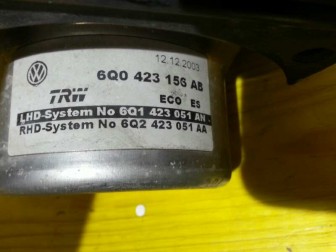 12.12.2003
6Q0 423 156 AB
TRW ECO ES
LHD-System No 6Q1 423 051 AN
RHD-System No 6Q2 423 051 AA